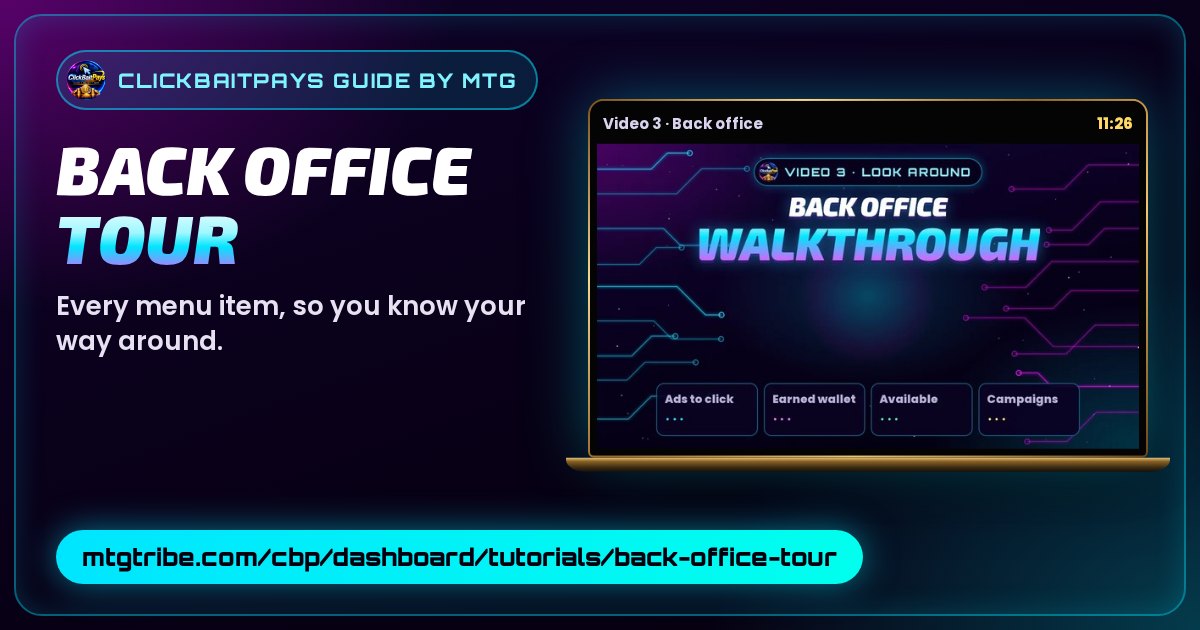 ClickBaitPays
CLICKBAITPAYS GUIDE BY MTG
BACK OFFICE
TOUR
Every menu item, so you know your
way around.
Video 3 · Back office
11:26
VIDEO 3 · LOOK AROUND
BACK OFFICE
WALKTHROUGH
Ads to click
Earned wallet
Available
Campaigns
mtgtribe.com/cbp/dashboard/tutorials/back-office-tour